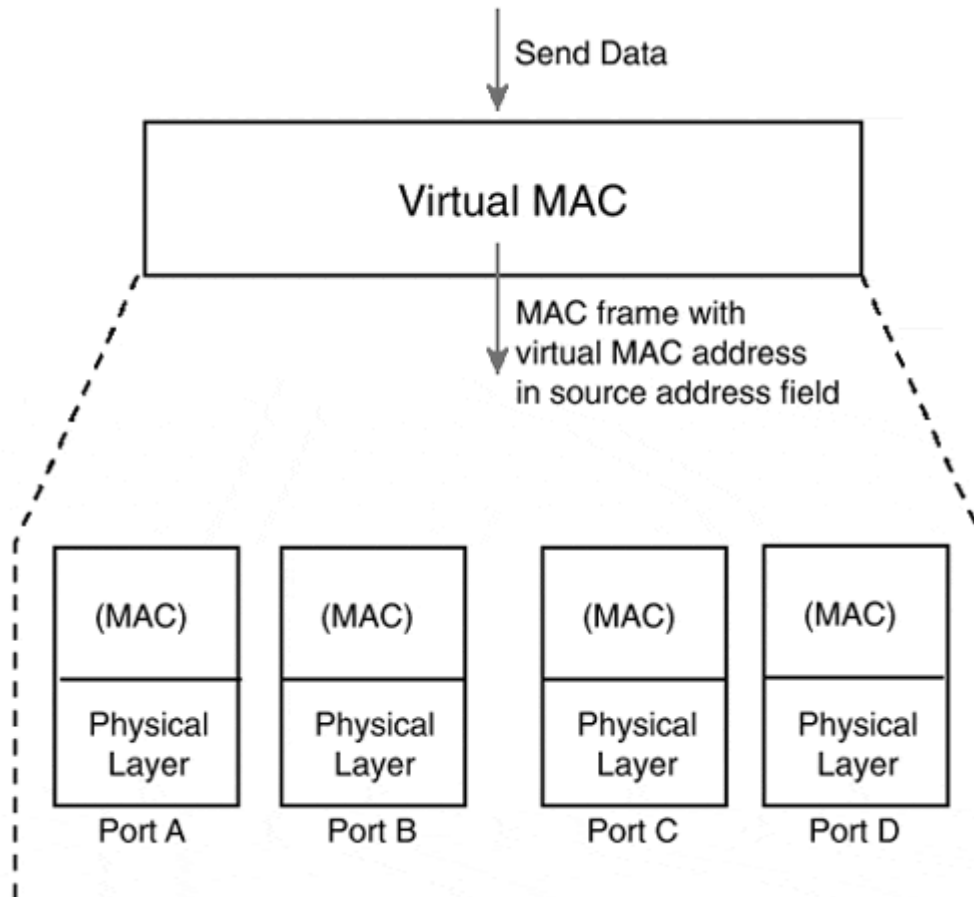 Send Data
Virtual MAC
MAC frame with
virtual MAC address
in source address field
(MAC) (MAC) (MAC) (MAC)
Physical Physical Physical Physical
Layer Layer Layer Layer
Port A Port B Port C Port D